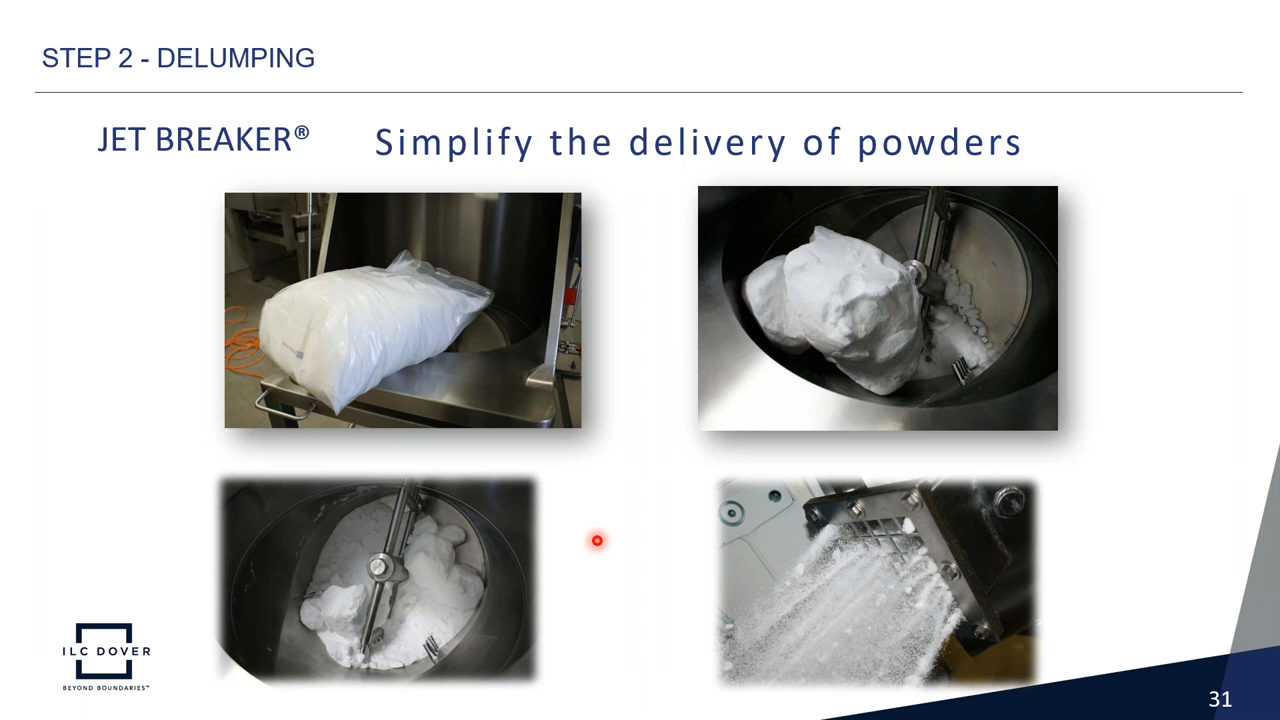 STEP 2 - DELUMPING
JET BREAKER®
Simplify the delivery of powders
ILC DOVER
BEYOND BOUNDARIES™
31